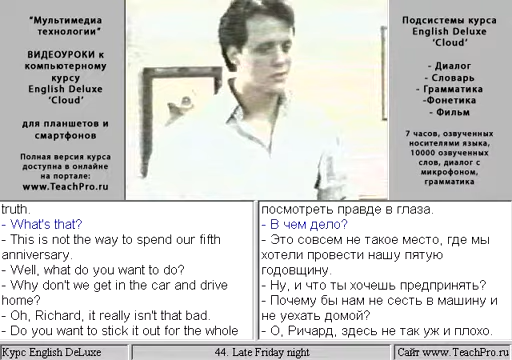 "Мультимедиа
технологии"
ВИДЕОУРОКИ к
компьютерному
курсу
English Deluxe
'Cloud'
для планшетов и
смартфонов
Полная версия курса
доступна в онлайне
на портале:
www.TeachPro.ru
Подсистемы курса
English Deluxe
'Cloud'
- Диалог
- Словарь
- Грамматика
-Фонетика
- Фильм
7 часов, озвученных
носителями языка,
10000 озвученных
слов, диалог с
микрофоном,
грамматика
truth.
- What's that?
- This is not the way to spend our fifth
anniversary.
- Well, what do you want to do?
- Why don't we get in the car and drive
home?
- Oh, Richard, it really isn't that bad.
- Do you want to stick it out for the whole
посмотреть правде в глаза.
- В чем дело?
- Это совсем не такое место, где мы
хотели провести нашу пятую
годовщину.
- Ну, и что ты хочешь предпринять?
- Почему бы нам не сесть в машину и
не уехать домой?
- О, Ричард, здесь не так уж и плохо.
Курс English DeLuxe
44. Late Friday night
Сайт www.TeachPro.ru